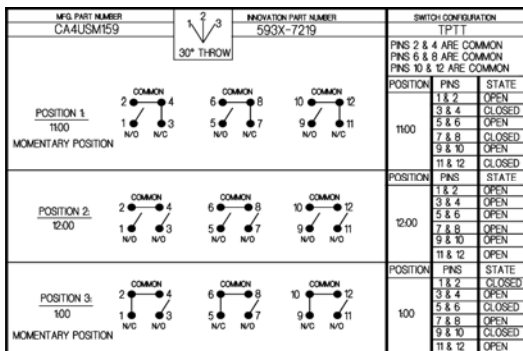 MFG. PART NUMBER
CA4USM159
1 2 3
30° THROW
INNOVATION PART NUMBER
593X-7219
SWITCH CONFIGURATION
TPTT
PINS 2 & 4 ARE COMMON
PINS 6 & 8 ARE COMMON
PINS 10 & 12 ARE COMMON
POSITION 1:
11:00
MOMENTARY POSITION
COMMON COMMON COMMON
2 4 6 8 10 12
1 3 5 7 9 11
N/O N/C N/O N/C N/O N/C
POSITION PINS STATE
11:00
1 & 2 OPEN
3 & 4 CLOSED
5 & 6 OPEN
7 & 8 CLOSED
9 & 10 OPEN
11 & 12 CLOSED
POSITION 2:
12:00
COMMON COMMON COMMON
2 4 6 8 10 12
1 3 5 7 9 11
N/O N/O N/O N/O N/O N/O
POSITION PINS STATE
12:00
1 & 2 OPEN
3 & 4 OPEN
5 & 6 OPEN
7 & 8 OPEN
9 & 10 OPEN
11 & 12 OPEN
POSITION 3:
1:00
MOMENTARY POSITION
COMMON COMMON COMMON
2 4 6 8 10 12
1 3 5 7 9 11
N/C N/O N/C N/O N/C N/O
POSITION PINS STATE
1:00
1 & 2 CLOSED
3 & 4 OPEN
5 & 6 CLOSED
7 & 8 OPEN
9 & 10 CLOSED
11 & 12 OPEN